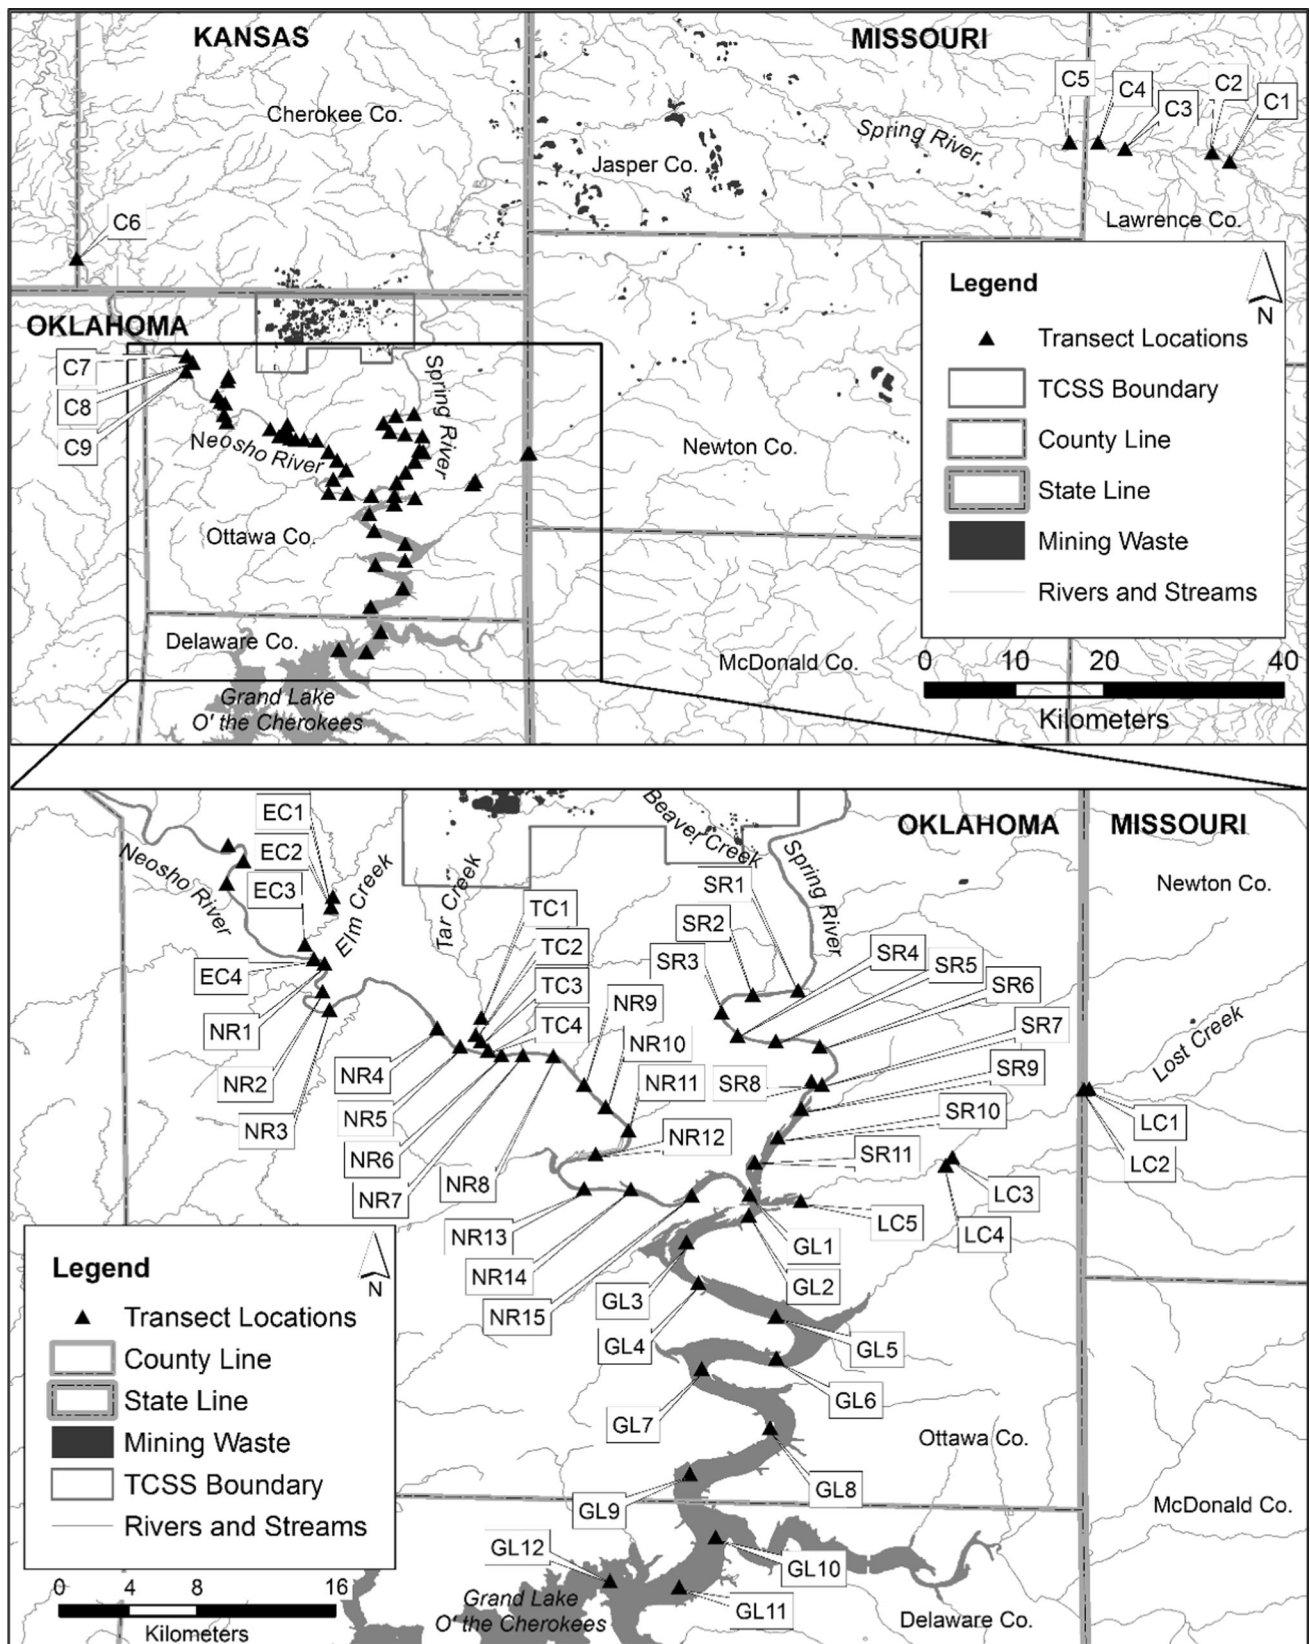 KANSAS
MISSOURI
Cherokee Co.
C5
C4
C3
C2
C1
Spring River
Jasper Co.
Lawrence Co.
C6
OKLAHOMA
C7
C8
C9
Spring River
Neosho River
Newton Co.
Ottawa Co.
Delaware Co.
McDonald Co.
Grand Lake
O' the Cherokees
Legend
N
Transect Locations
TCSS Boundary
County Line
State Line
Mining Waste
Rivers and Streams
0 10 20 40
Kilometers
EC1
EC2
EC3
EC4
Neosho River
Elm Creek
Tar Creek
Beaver Creek
Spring River
OKLAHOMA
MISSOURI
Newton Co.
SR1
SR2
SR3
SR4
SR5
SR6
SR7
SR8
SR9
SR10
SR11
TC1
TC2
TC3
TC4
NR1
NR2
NR3
NR4
NR5
NR6
NR7
NR8
NR9
NR10
NR11
NR12
NR13
NR14
NR15
Lost Creek
LC1
LC2
LC3
LC4
LC5
GL1
GL2
GL3
GL4
GL5
GL6
GL7
GL8
GL9
GL10
GL11
GL12
Ottawa Co.
McDonald Co.
Delaware Co.
Grand Lake
O' the Cherokees
Legend
N
Transect Locations
County Line
State Line
Mining Waste
TCSS Boundary
Rivers and Streams
0 4 8 16
Kilometers